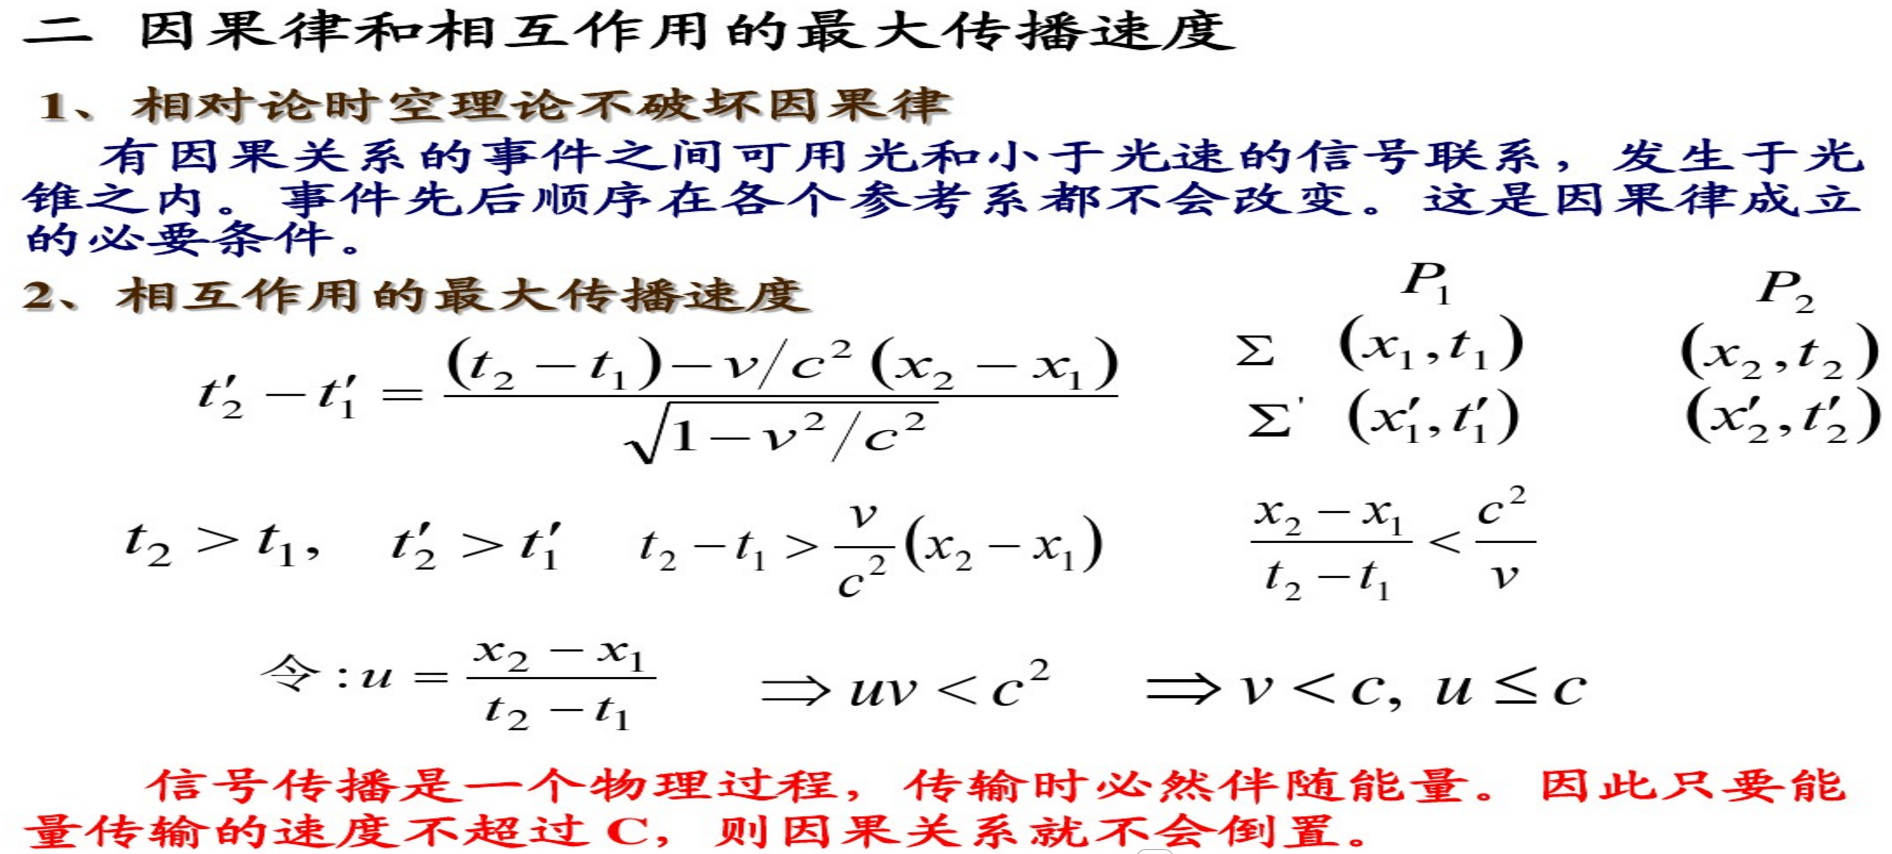 二 因果律和相互作用的最大传播速度
1、相对论时空理论不破坏因果律
有因果关系的事件之间可用光和小于光速的信号联系，发生于光
锥之内。事件先后顺序在各个参考系都不会改变。这是因果律成立
的必要条件。
2、相互作用的最大传播速度
P₁ P₂
t′₂ − t′₁ = ((t₂ − t₁) − v/c² (x₂ − x₁)) / √(1 − v²/c²)
Σ (x₁, t₁) (x₂, t₂)
Σ' (x′₁, t′₁) (x′₂, t′₂)
t₂ > t₁, t′₂ > t′₁ t₂ − t₁ > v/c² (x₂ − x₁) (x₂ − x₁)/(t₂ − t₁) < c²/v
令: u = (x₂ − x₁)/(t₂ − t₁) ⇒ uv < c² ⇒ v < c, u ≤ c
信号传播是一个物理过程，传输时必然伴随能量。因此只要能
量传输的速度不超过 C，则因果关系就不会倒置。